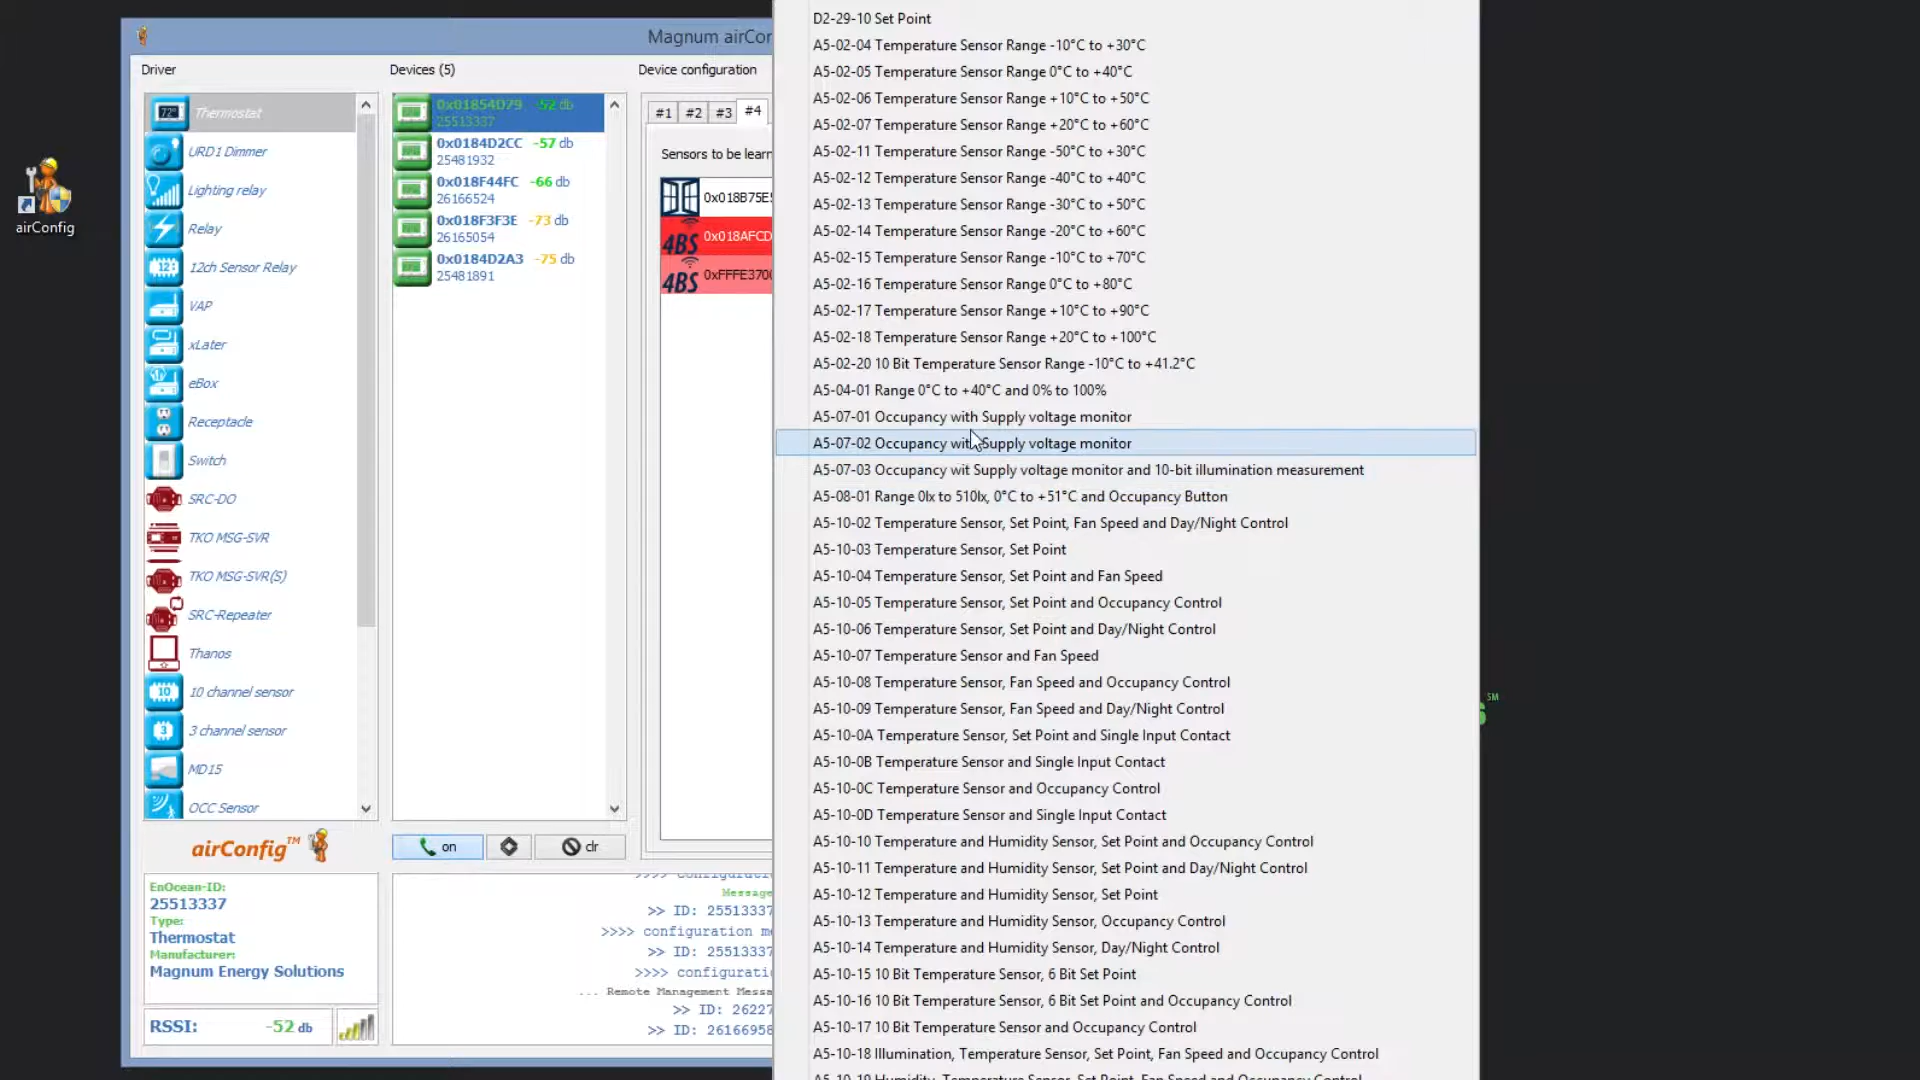 airConfig
Magnum airCor
Driver
Devices (5)
Device configuration
72°
Thermostat
URD1 Dimmer
Lighting relay
Relay
12
12ch Sensor Relay
VAP
xLater
eBox
Receptacle
Switch
SRC-DO
TKO MSG-SVR
TKO MSG-SVR(S)
SRC-Repeater
Thanos
10
10 channel sensor
3
3 channel sensor
MD15
OCC Sensor
airConfig™
EnOcean-ID:
25513337
Type:
Thermostat
Manufacturer:
Magnum Energy Solutions
RSSI: -52 db
0x01854D79 -52 db
25513337
0x0184D2CC -57 db
25481932
0x018F44FC -66 db
26166524
0x018F3F3E -73 db
26165054
0x0184D2A3 -75 db
25481891
on
clr
#1 #2 #3 #4
Sensors to be learn
0x018B75E
4BS 0x018AFCD
4BS 0xFFFE370
>>>> configurati
Message
>> ID: 25513337
>>>> configuration m
>> ID: 25513337
>>>> configurati
... Remote Management Messa
>> ID: 26227
>> ID: 26166958
D2-29-10 Set Point
A5-02-04 Temperature Sensor Range -10°C to +30°C
A5-02-05 Temperature Sensor Range 0°C to +40°C
A5-02-06 Temperature Sensor Range +10°C to +50°C
A5-02-07 Temperature Sensor Range +20°C to +60°C
A5-02-11 Temperature Sensor Range -50°C to +30°C
A5-02-12 Temperature Sensor Range -40°C to +40°C
A5-02-13 Temperature Sensor Range -30°C to +50°C
A5-02-14 Temperature Sensor Range -20°C to +60°C
A5-02-15 Temperature Sensor Range -10°C to +70°C
A5-02-16 Temperature Sensor Range 0°C to +80°C
A5-02-17 Temperature Sensor Range +10°C to +90°C
A5-02-18 Temperature Sensor Range +20°C to +100°C
A5-02-20 10 Bit Temperature Sensor Range -10°C to +41.2°C
A5-04-01 Range 0°C to +40°C and 0% to 100%
A5-07-01 Occupancy with Supply voltage monitor
A5-07-02 Occupancy with Supply voltage monitor
A5-07-03 Occupancy wit Supply voltage monitor and 10-bit illumination measurement
A5-08-01 Range 0lx to 510lx, 0°C to +51°C and Occupancy Button
A5-10-02 Temperature Sensor, Set Point, Fan Speed and Day/Night Control
A5-10-03 Temperature Sensor, Set Point
A5-10-04 Temperature Sensor, Set Point and Fan Speed
A5-10-05 Temperature Sensor, Set Point and Occupancy Control
A5-10-06 Temperature Sensor, Set Point and Day/Night Control
A5-10-07 Temperature Sensor and Fan Speed
A5-10-08 Temperature Sensor, Fan Speed and Occupancy Control
A5-10-09 Temperature Sensor, Fan Speed and Day/Night Control
A5-10-0A Temperature Sensor, Set Point and Single Input Contact
A5-10-0B Temperature Sensor and Single Input Contact
A5-10-0C Temperature Sensor and Occupancy Control
A5-10-0D Temperature Sensor and Single Input Contact
A5-10-10 Temperature and Humidity Sensor, Set Point and Occupancy Control
A5-10-11 Temperature and Humidity Sensor, Set Point and Day/Night Control
A5-10-12 Temperature and Humidity Sensor, Set Point
A5-10-13 Temperature and Humidity Sensor, Occupancy Control
A5-10-14 Temperature and Humidity Sensor, Day/Night Control
A5-10-15 10 Bit Temperature Sensor, 6 Bit Set Point
A5-10-16 10 Bit Temperature Sensor, 6 Bit Set Point and Occupancy Control
A5-10-17 10 Bit Temperature Sensor and Occupancy Control
A5-10-18 Illumination, Temperature Sensor, Set Point, Fan Speed and Occupancy Control
A5-10-19 Humidity, Temperature Sensor, Set Point, Fan Speed and Occupancy Control
SM